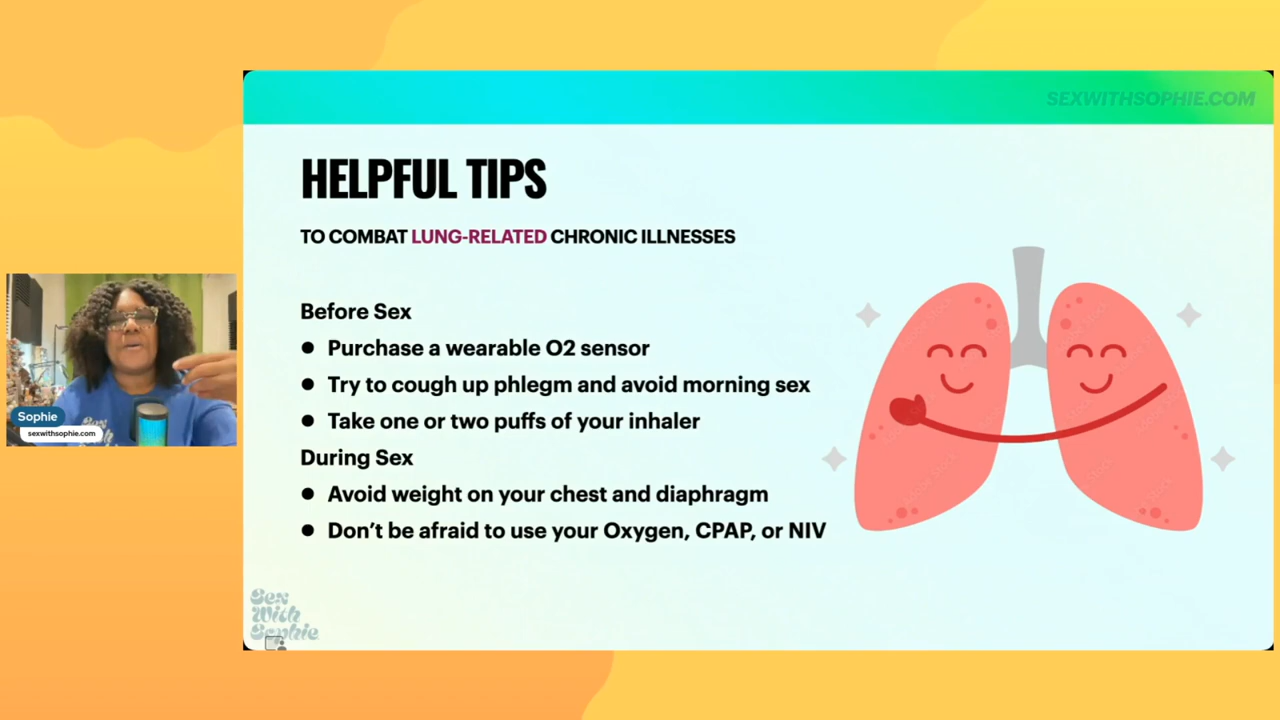 SEXWITHSOPHIE.COM
HELPFUL TIPS
TO COMBAT LUNG-RELATED CHRONIC ILLNESSES
Before Sex
● Purchase a wearable O2 sensor
● Try to cough up phlegm and avoid morning sex
● Take one or two puffs of your inhaler
During Sex
● Avoid weight on your chest and diaphragm
● Don’t be afraid to use your Oxygen, CPAP, or NIV
Sex
With
Sophie
Sophie
sexwithsophie.com